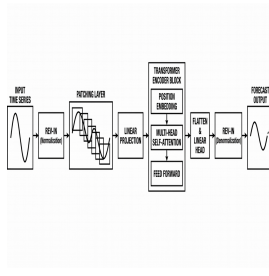 INPUT
TIME SERIES
REV-IN
(Normalization)
PATCHING LAYER
LINEAR
PROJECTION
TRANSFORMER
ENCODER BLOCK
POSITION
EMBEDDING
MULTI-HEAD
SELF-ATTENTION
FEED FORWARD
FLATTEN
&
LINEAR
HEAD
REV-IN
(Denormalization)
FORECAST
OUTPUT